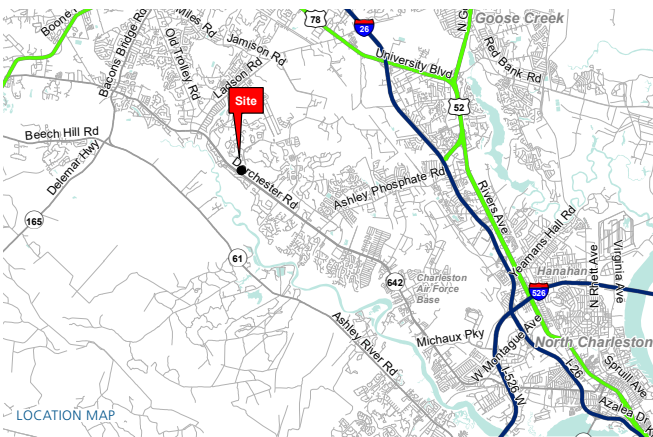 Boone
Bacons Bridge Rd
Miles Rd
Old Trolley Rd
Jamison Rd
Ladson Rd
78
26
University Blvd
Goose Creek
Red Bank Rd
52
Site
Beech Hill Rd
Delemar Hwy
Dorchester Rd
Ashley Phosphate Rd
Rivers Ave
Yeamans Hall Rd
165
61
642
Charleston
Air Force
Base
Hanahan
N Rhett Ave
Virginia Ave
526
Ashley River Rd
Michaux Pky
W Montague Ave
North Charleston
I-526 W
I-26
Spruill Ave
Azalea Dr
LOCATION MAP